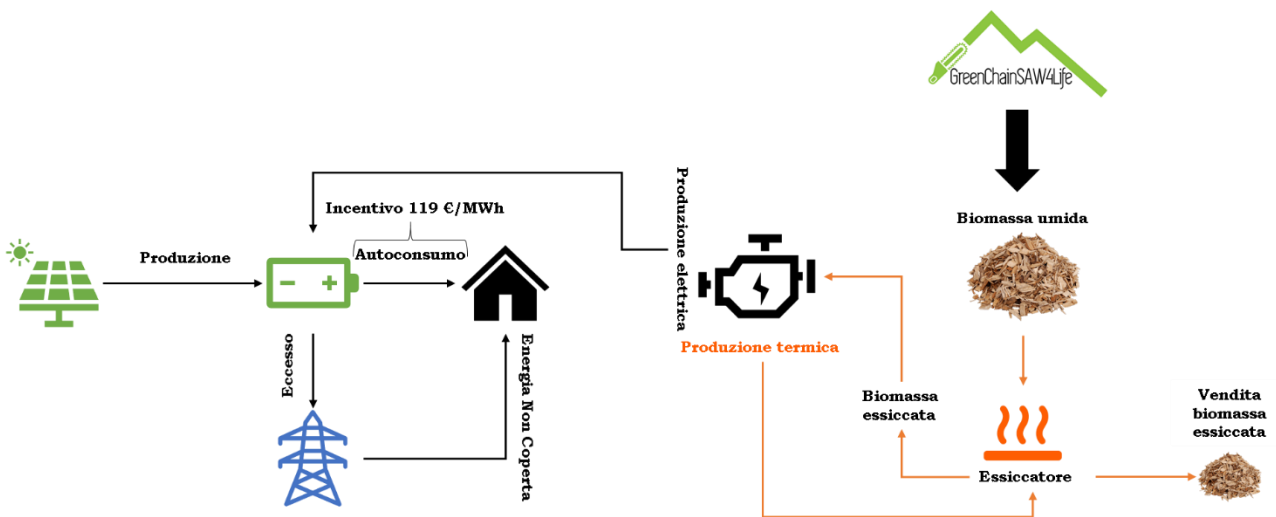 GreenChainSAW4Life
Biomassa umida
Incentivo 119 €/MWh
Autoconsumo
Produzione
Eccesso
Energia Non Coperta
Produzione elettrica
Produzione termica
Biomassa
essiccata
Essiccatore
Vendita
biomassa
essiccata